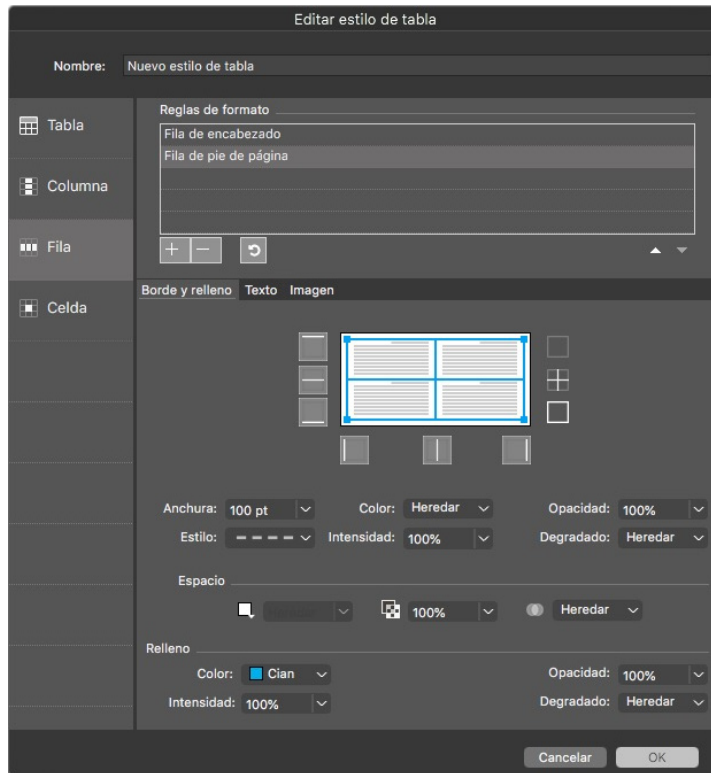 Editar estilo de tabla
Nombre: Nuevo estilo de tabla
Tabla
Columna
Fila
Celda
Reglas de formato
Fila de encabezado
Fila de pie de página
Borde y relleno Texto Imagen
Anchura: 100 pt Color: Heredar Opacidad: 100%
Estilo: Intensidad: 100% Degradado: Heredar
Espacio
100% Heredar
Relleno
Color: Cian Opacidad: 100%
Intensidad: 100% Degradado: Heredar
Cancelar OK